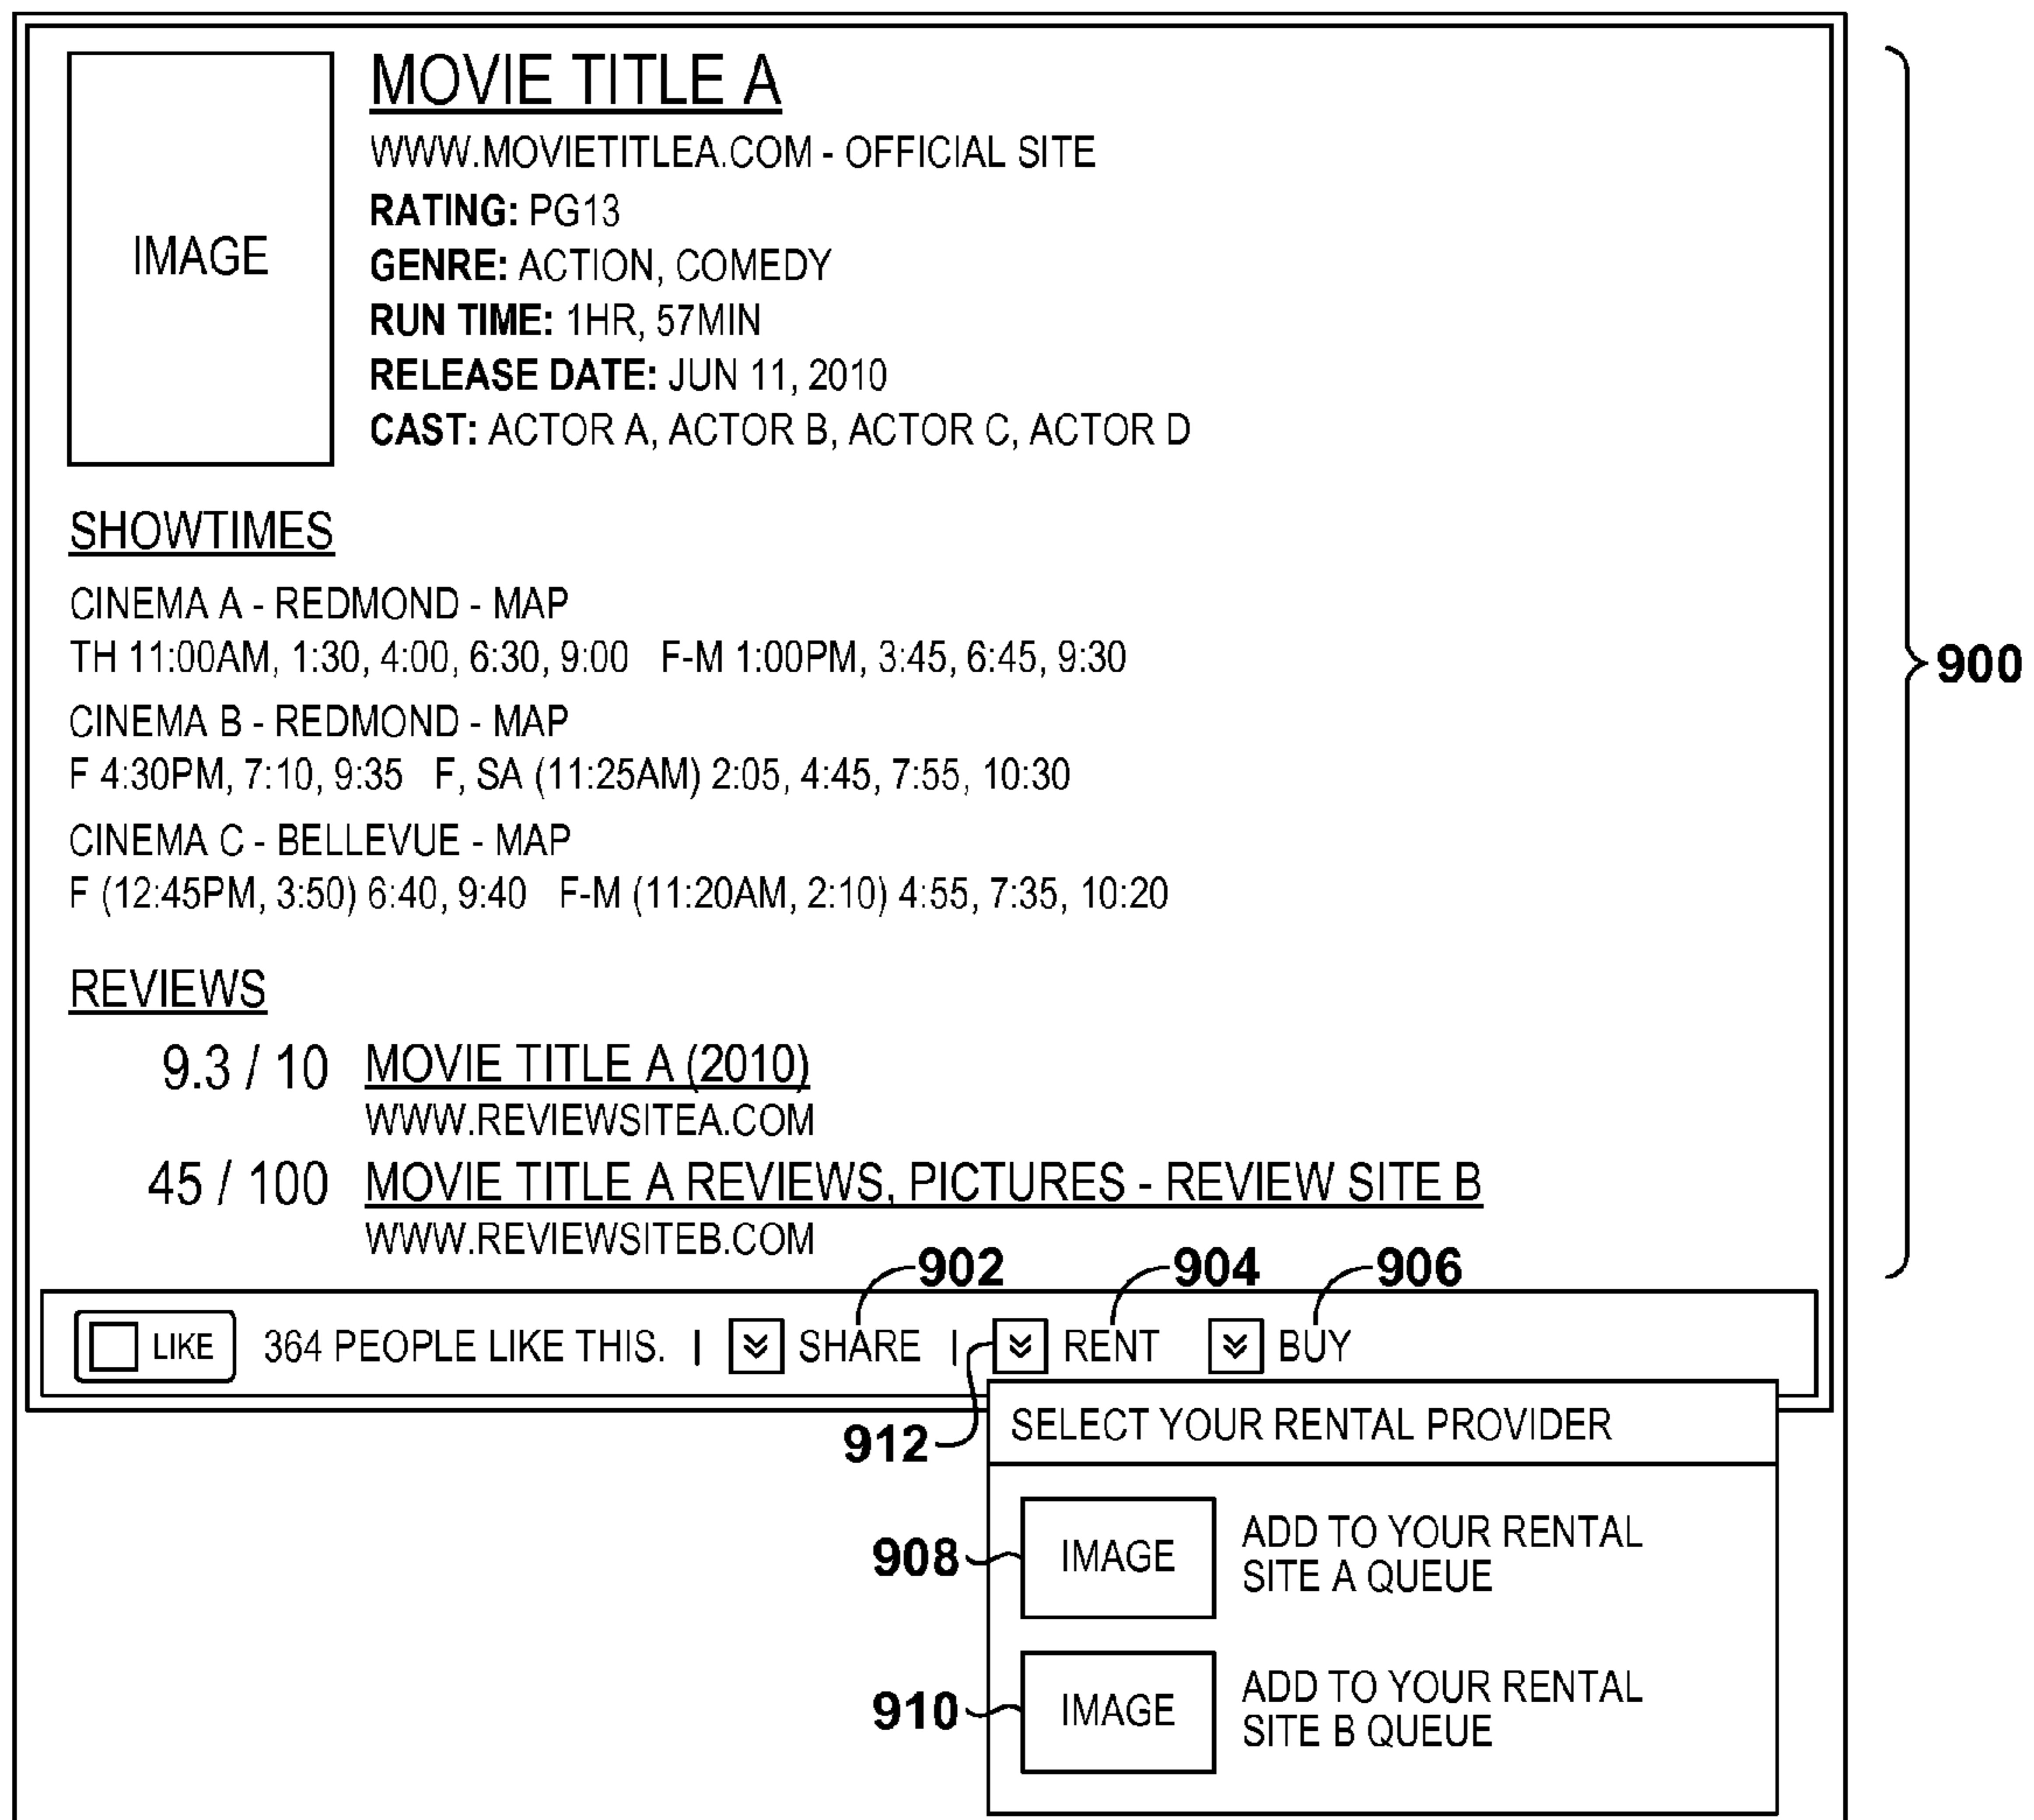 MOVIE TITLE A
WWW.MOVIETITLEA.COM - OFFICIAL SITE
RATING: PG13
IMAGE
GENRE: ACTION, COMEDY
RUN TIME: 1HR, 57MIN
RELEASE DATE: JUN 11, 2010
CAST: ACTOR A, ACTOR B, ACTOR C, ACTOR D
SHOWTIMES
CINEMA A - REDMOND - MAP
TH 11:00AM, 1:30, 4:00, 6:30, 9:00 F-M 1:00PM, 3:45, 6:45, 9:30
900
CINEMA B - REDMOND - MAP
F 4:30PM, 7:10, 9:35 F, SA (11:25AM) 2:05, 4:45, 7:55, 10:30
CINEMA C - BELLEVUE - MAP
F (12:45PM, 3:50) 6:40, 9:40 F-M (11:20AM, 2:10) 4:55, 7:35, 10:20
REVIEWS
9.3 / 10 MOVIE TITLE A (2010)
WWW.REVIEWSITEA.COM
45 / 100 MOVIE TITLE A REVIEWS, PICTURES - REVIEW SITE B
WWW.REVIEWSITEB.COM
902 904 906
LIKE 364 PEOPLE LIKE THIS. | SHARE | RENT BUY
912
SELECT YOUR RENTAL PROVIDER
908
IMAGE
ADD TO YOUR RENTAL
SITE A QUEUE
910
IMAGE
ADD TO YOUR RENTAL
SITE B QUEUE